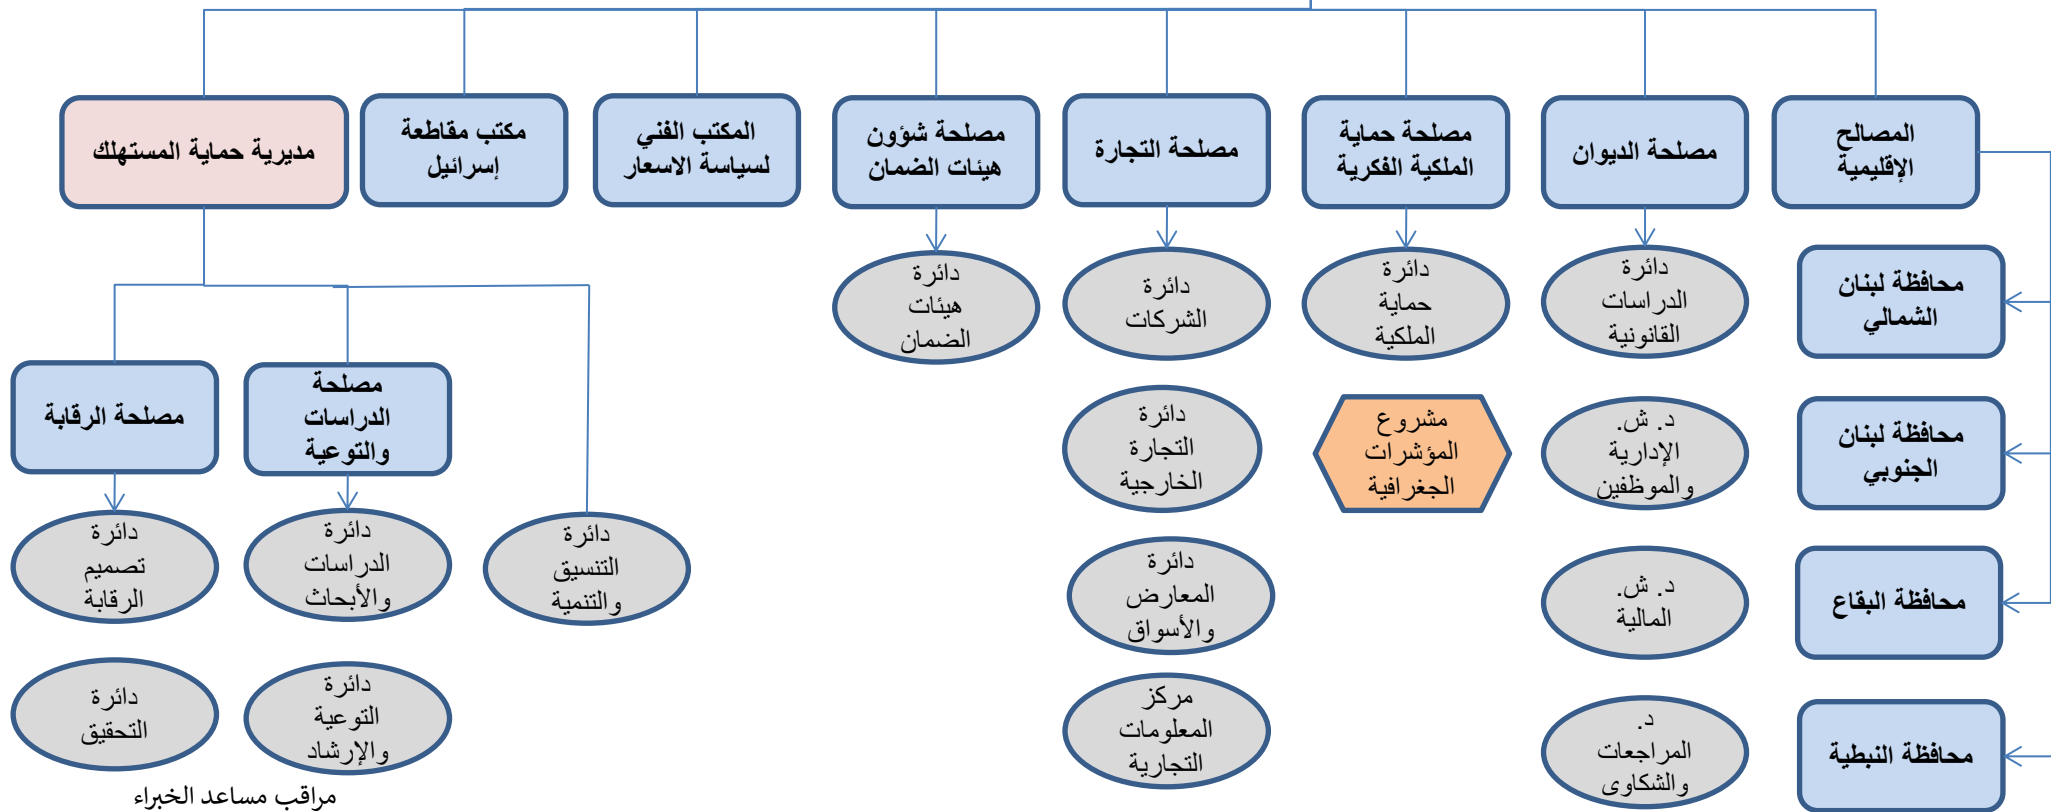 المصالح
الإقليمية
مصلحة الديوان
مصلحة حماية
الملكية الفكرية
مصلحة التجارة
مصلحة شؤون
هيئات الضمان
المكتب الفني
لسياسة الاسعار
مكتب مقاطعة
إسرائيل
مديرية حماية المستهلك
محافظة لبنان
الشمالي
محافظة لبنان
الجنوبي
محافظة البقاع
محافظة النبطية
دائرة
الدراسات
القانونية
د. ش.
الإدارية
والموظفين
د. ش.
المالية
د.
المراجعات
والشكاوى
دائرة
حماية
الملكية
مشروع
المؤشرات
الجغرافية
دائرة
الشركات
دائرة
التجارة
الخارجية
دائرة
المعارض
والأسواق
مركز
المعلومات
التجارية
دائرة
هيئات
الضمان
دائرة
التنسيق
والتنمية
مصلحة
الدراسات
والتوعية
دائرة
الدراسات
والأبحاث
دائرة
التوعية
والإرشاد
مصلحة الرقابة
دائرة
تصميم
الرقابة
دائرة
التحقيق
مراقب مساعد الخبراء